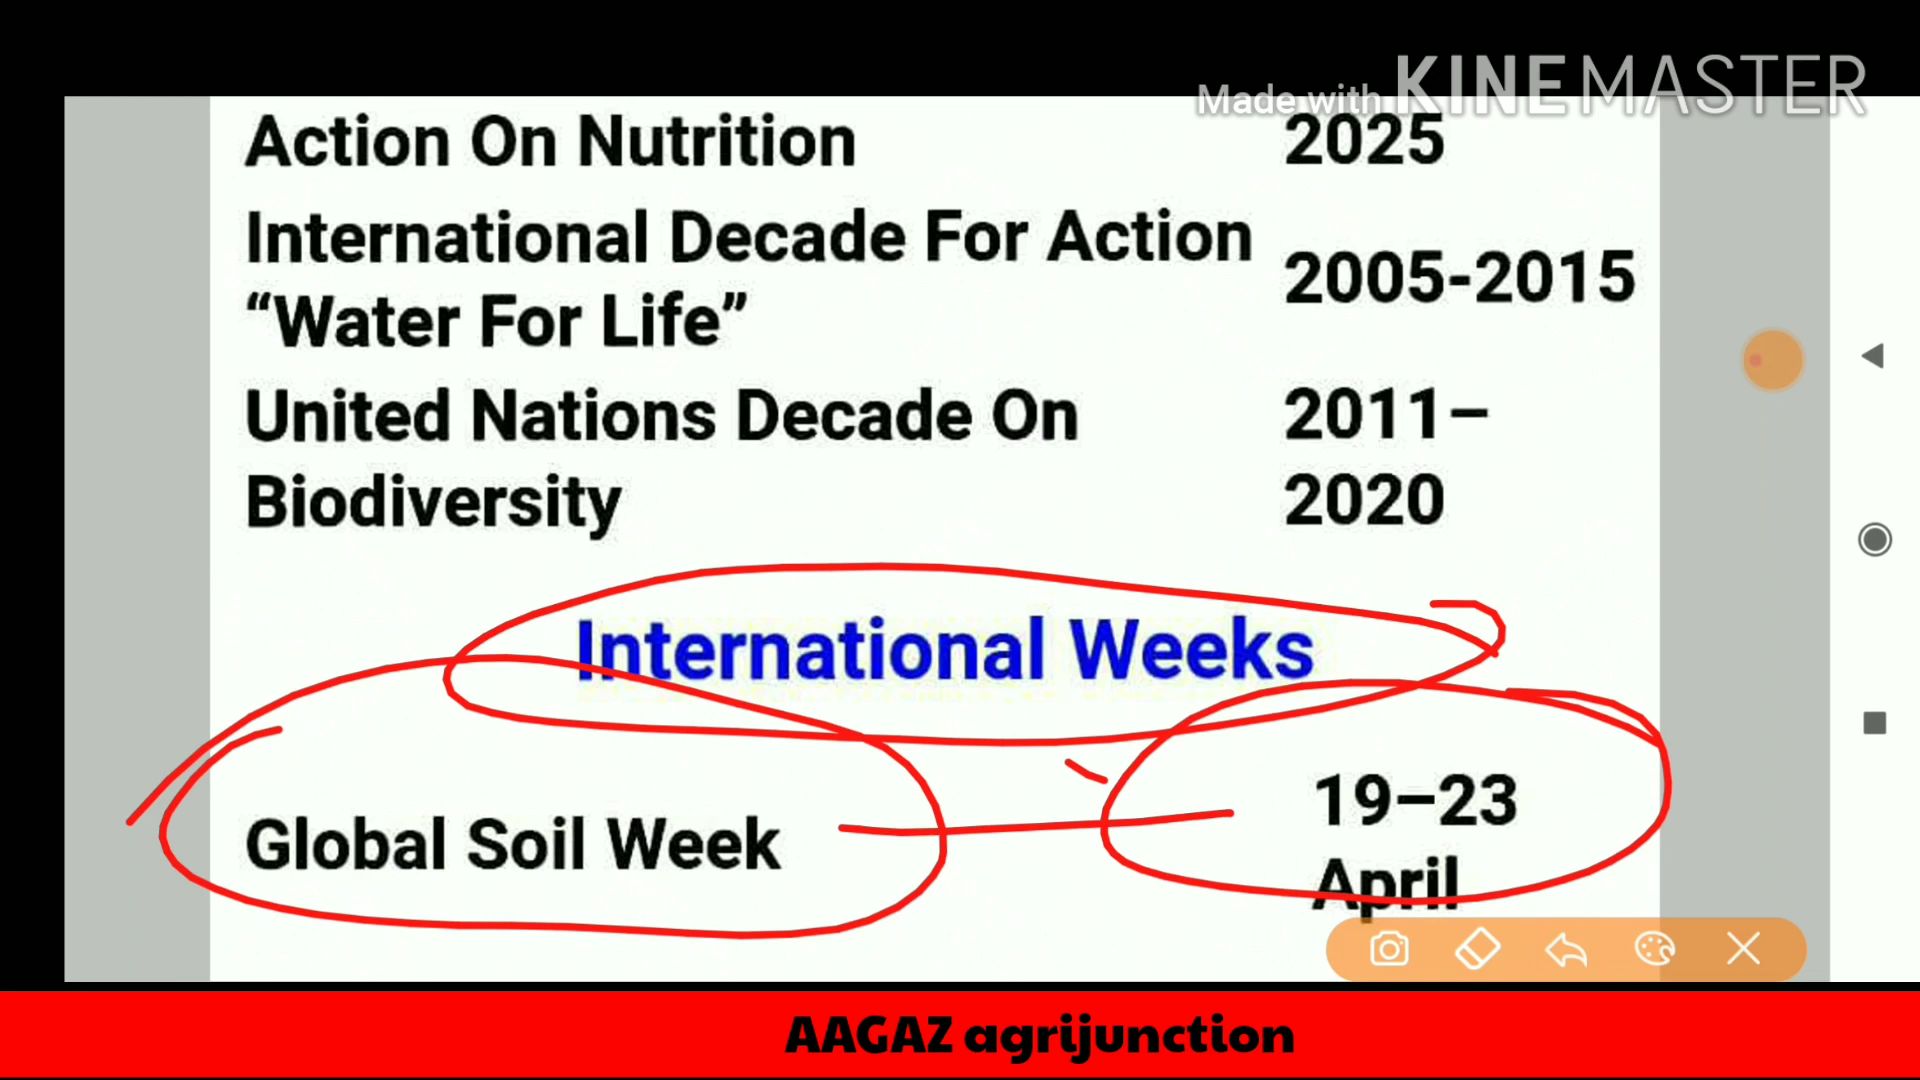 Made with KINEMASTER
Action On Nutrition 2025
International Decade For Action
“Water For Life” 2005-2015
United Nations Decade On 2011–
Biodiversity 2020
International Weeks
Global Soil Week 19–23
April
AAGAZ agrijunction